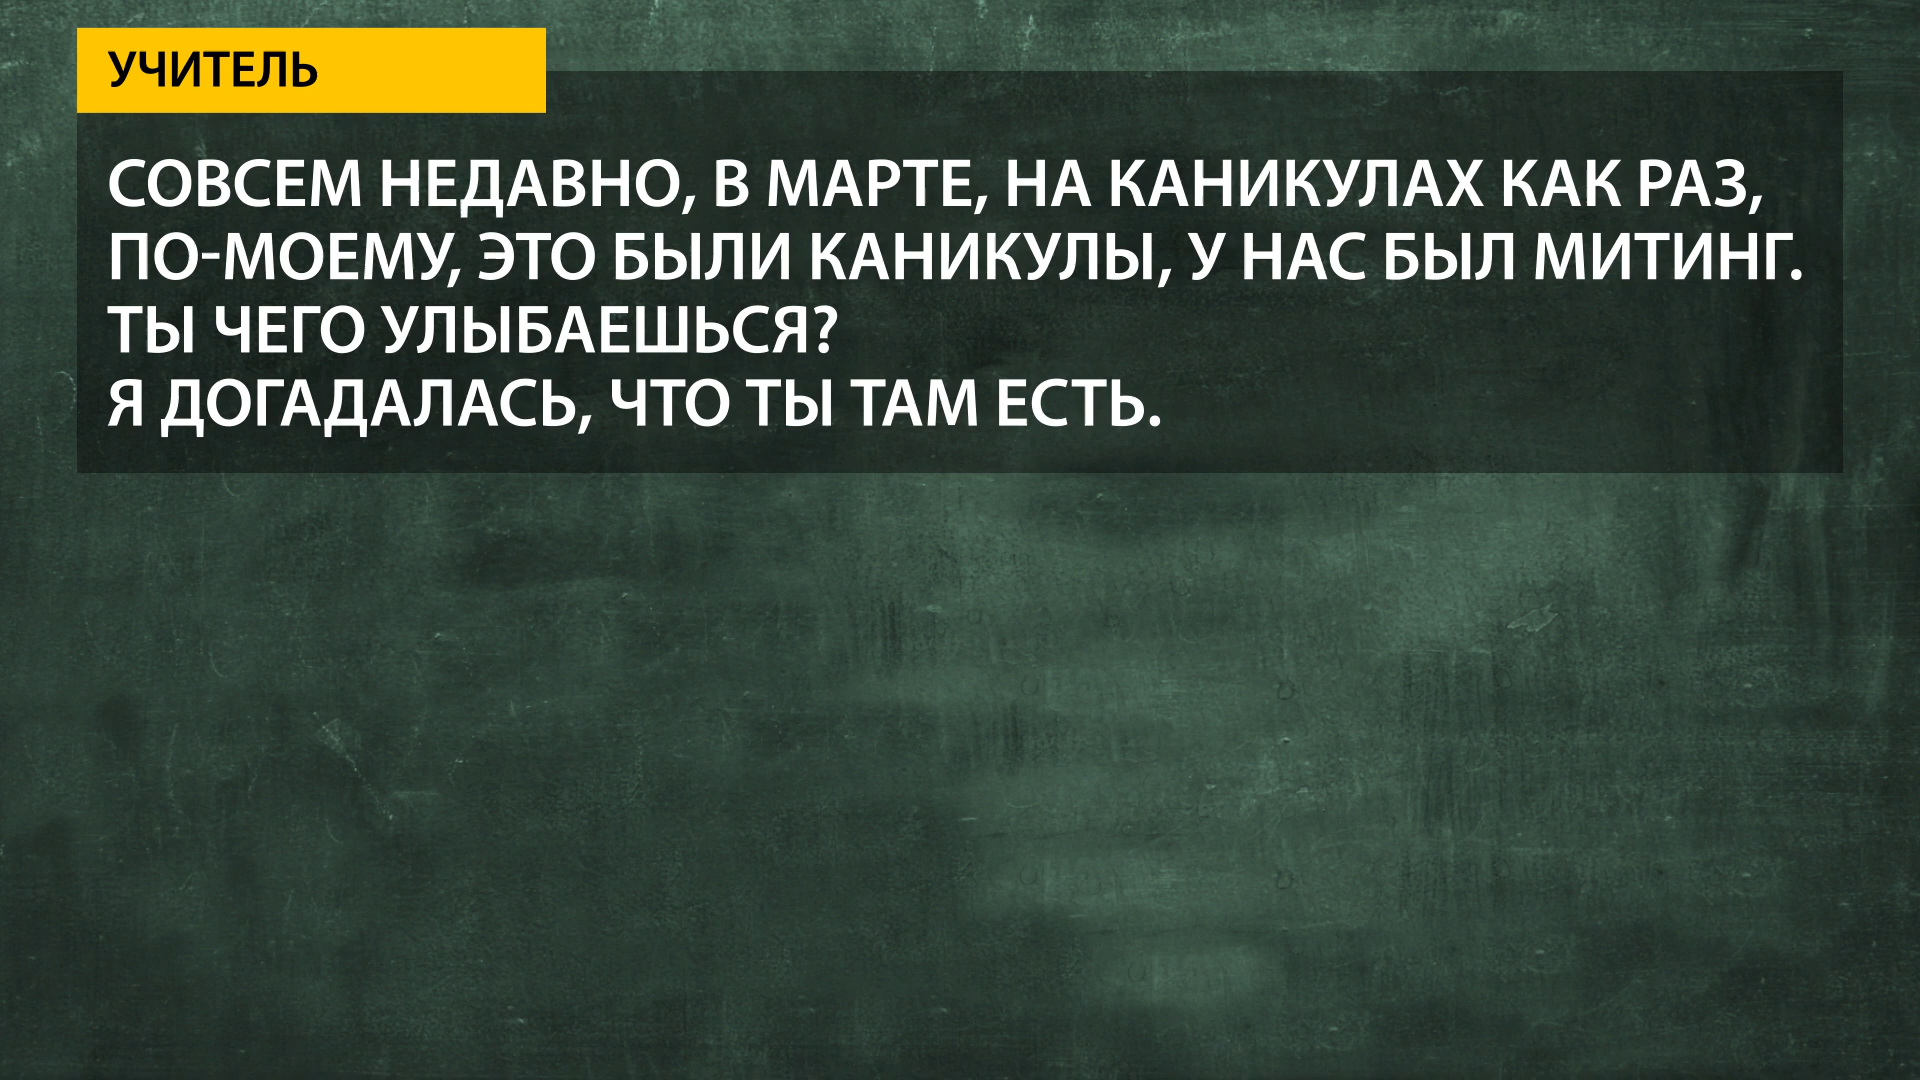 УЧИТЕЛЬ
СОВСЕМ НЕДАВНО, В МАРТЕ, НА КАНИКУЛАХ КАК РАЗ,
ПО-МОЕМУ, ЭТО БЫЛИ КАНИКУЛЫ, У НАС БЫЛ МИТИНГ.
ТЫ ЧЕГО УЛЫБАЕШЬСЯ?
Я ДОГАДАЛАСЬ, ЧТО ТЫ ТАМ ЕСТЬ.